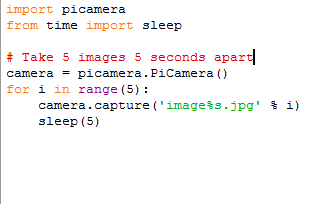 import picamera
from time import sleep

# Take 5 images 5 seconds apart
camera = picamera.PiCamera()
for i in range(5):
    camera.capture('image%s.jpg' % i)
    sleep(5)